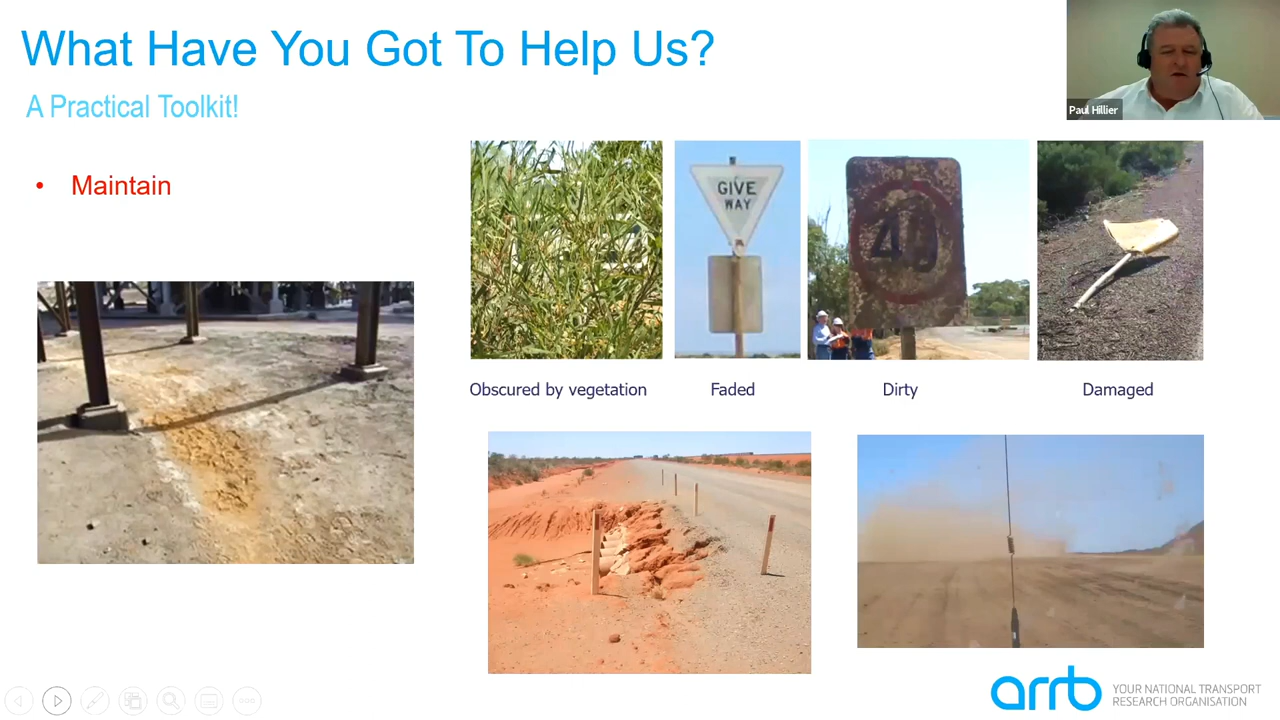 What Have You Got To Help Us?
A Practical Toolkit!
Paul Hillier
• Maintain
GIVE
WAY
40
Obscured by vegetation
Faded
Dirty
Damaged
arrb
YOUR NATIONAL TRANSPORT
RESEARCH ORGANISATION